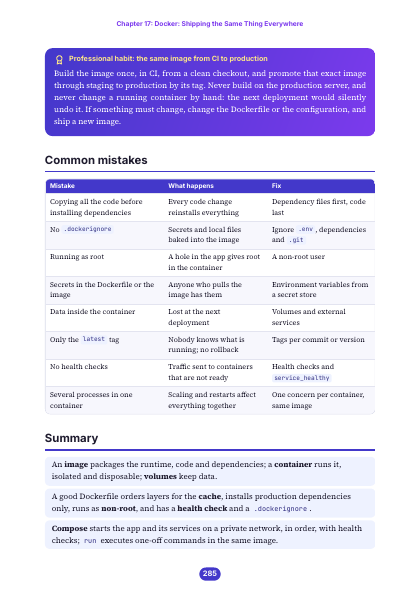 Chapter 17: Docker: Shipping the Same Thing Everywhere
Professional habit: the same image from CI to production
Build the image once, in CI, from a clean checkout, and promote that exact image
through staging to production by its tag. Never build on the production server, and
never change a running container by hand: the next deployment would silently
undo it. If something must change, change the Dockerfile or the configuration, and
ship a new image.
Common mistakes
Mistake What happens Fix
Copying all the code before Every code change Dependency files first, code
installing dependencies reinstalls everything last
No .dockerignore Secrets and local files Ignore .env, dependencies
baked into the image and .git
Running as root A hole in the app gives root A non-root user
in the container
Secrets in the Dockerfile or the Anyone who pulls the Environment variables from
image image has them a secret store
Data inside the container Lost at the next Volumes and external
deployment services
Only the latest tag Nobody knows what is Tags per commit or version
running; no rollback
No health checks Traffic sent to containers Health checks and
that are not ready service_healthy
Several processes in one Scaling and restarts affect One concern per container,
container everything together same image
Summary
An image packages the runtime, code and dependencies; a container runs it,
isolated and disposable; volumes keep data.
A good Dockerfile orders layers for the cache, installs production dependencies
only, runs as non-root, and has a health check and a .dockerignore.
Compose starts the app and its services on a private network, in order, with health
checks; run executes one-off commands in the same image.
285